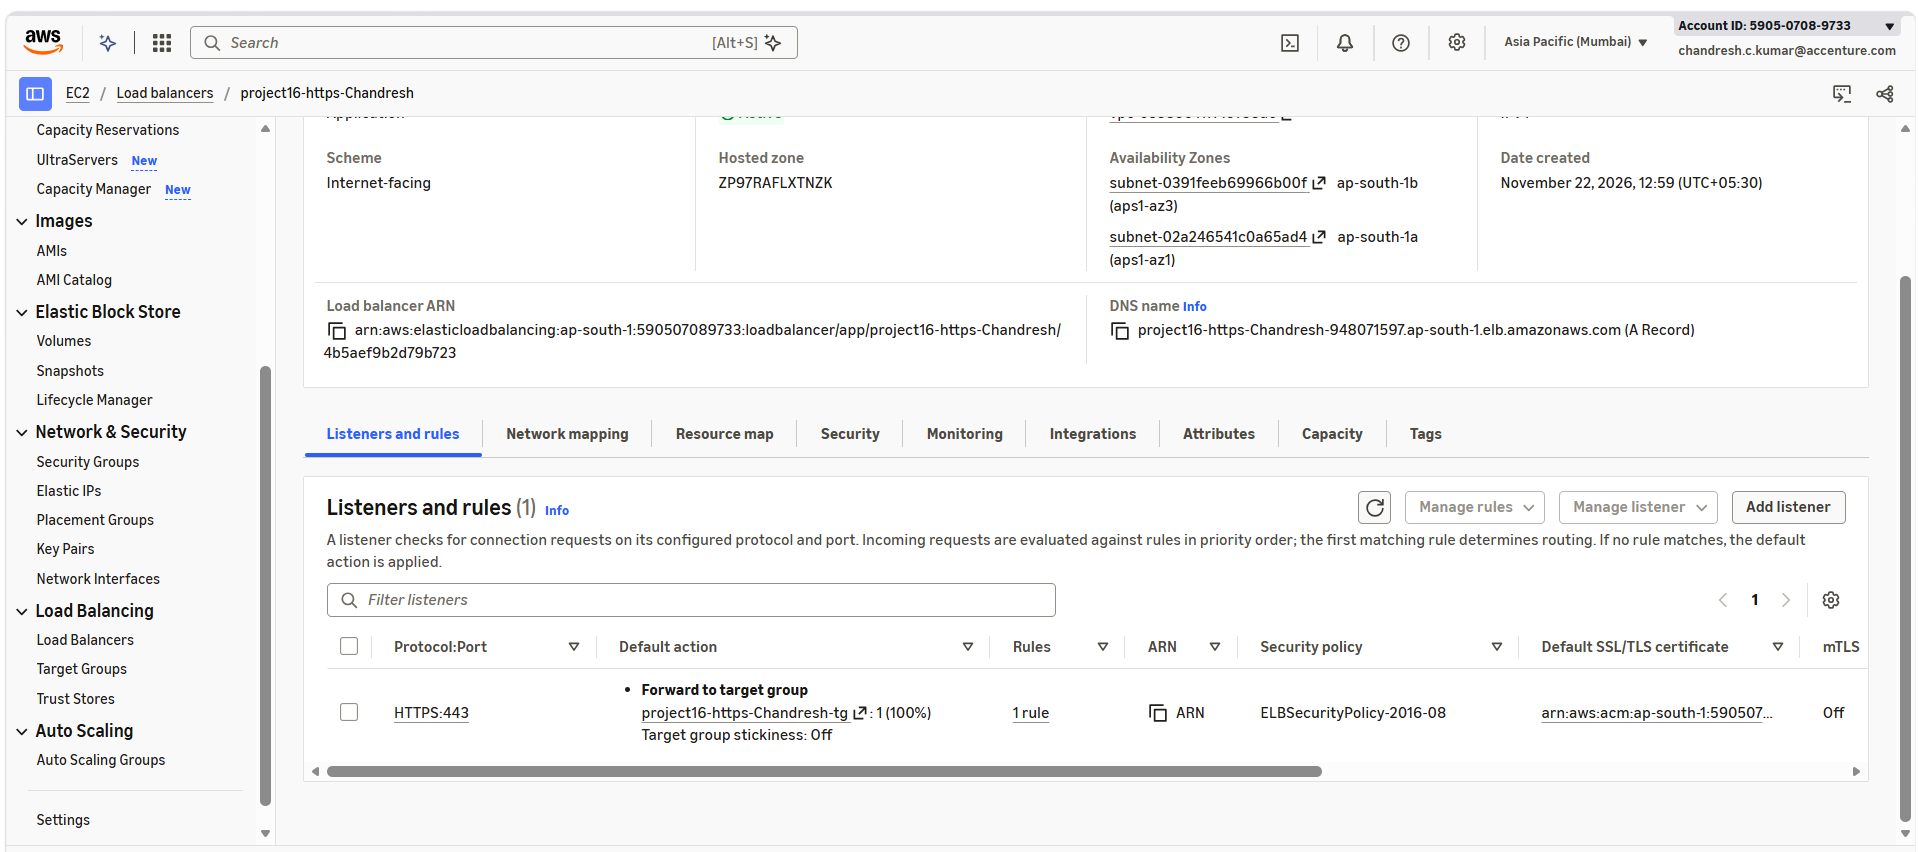 aws
Search [Alt+S]
Asia Pacific (Mumbai)
Account ID: 5905-0708-9733
chandresh.c.kumar@accenture.com
EC2 / Load balancers / project16-https-Chandresh
Capacity Reservations
UltraServers New
Capacity Manager New
Images
AMIs
AMI Catalog
Elastic Block Store
Volumes
Snapshots
Lifecycle Manager
Network & Security
Security Groups
Elastic IPs
Placement Groups
Key Pairs
Network Interfaces
Load Balancing
Load Balancers
Target Groups
Trust Stores
Auto Scaling
Auto Scaling Groups
Settings
Application
Active
Scheme
Internet-facing
Hosted zone
ZP97RAFLXTNZK
Availability Zones
subnet-0391feeb69966b00f ap-south-1b
(aps1-az3)
subnet-02a246541c0a65ad4 ap-south-1a
(aps1-az1)
Date created
November 22, 2026, 12:59 (UTC+05:30)
Load balancer ARN
arn:aws:elasticloadbalancing:ap-south-1:590507089733:loadbalancer/app/project16-https-Chandresh/
4b5aef9b2d79b723
DNS name Info
project16-https-Chandresh-948071597.ap-south-1.elb.amazonaws.com (A Record)
Listeners and rules
Network mapping
Resource map
Security
Monitoring
Integrations
Attributes
Capacity
Tags
Listeners and rules (1) Info
Manage rules
Manage listener
Add listener
A listener checks for connection requests on its configured protocol and port. Incoming requests are evaluated against rules in priority order; the first matching rule determines routing. If no rule matches, the default
action is applied.
Filter listeners
1
Protocol:Port
Default action
Rules
ARN
Security policy
Default SSL/TLS certificate
mTLS
HTTPS:443
• Forward to target group
project16-https-Chandresh-tg : 1 (100%)
Target group stickiness: Off
1 rule
ARN
ELBSecurityPolicy-2016-08
arn:aws:acm:ap-south-1:590507...
Off